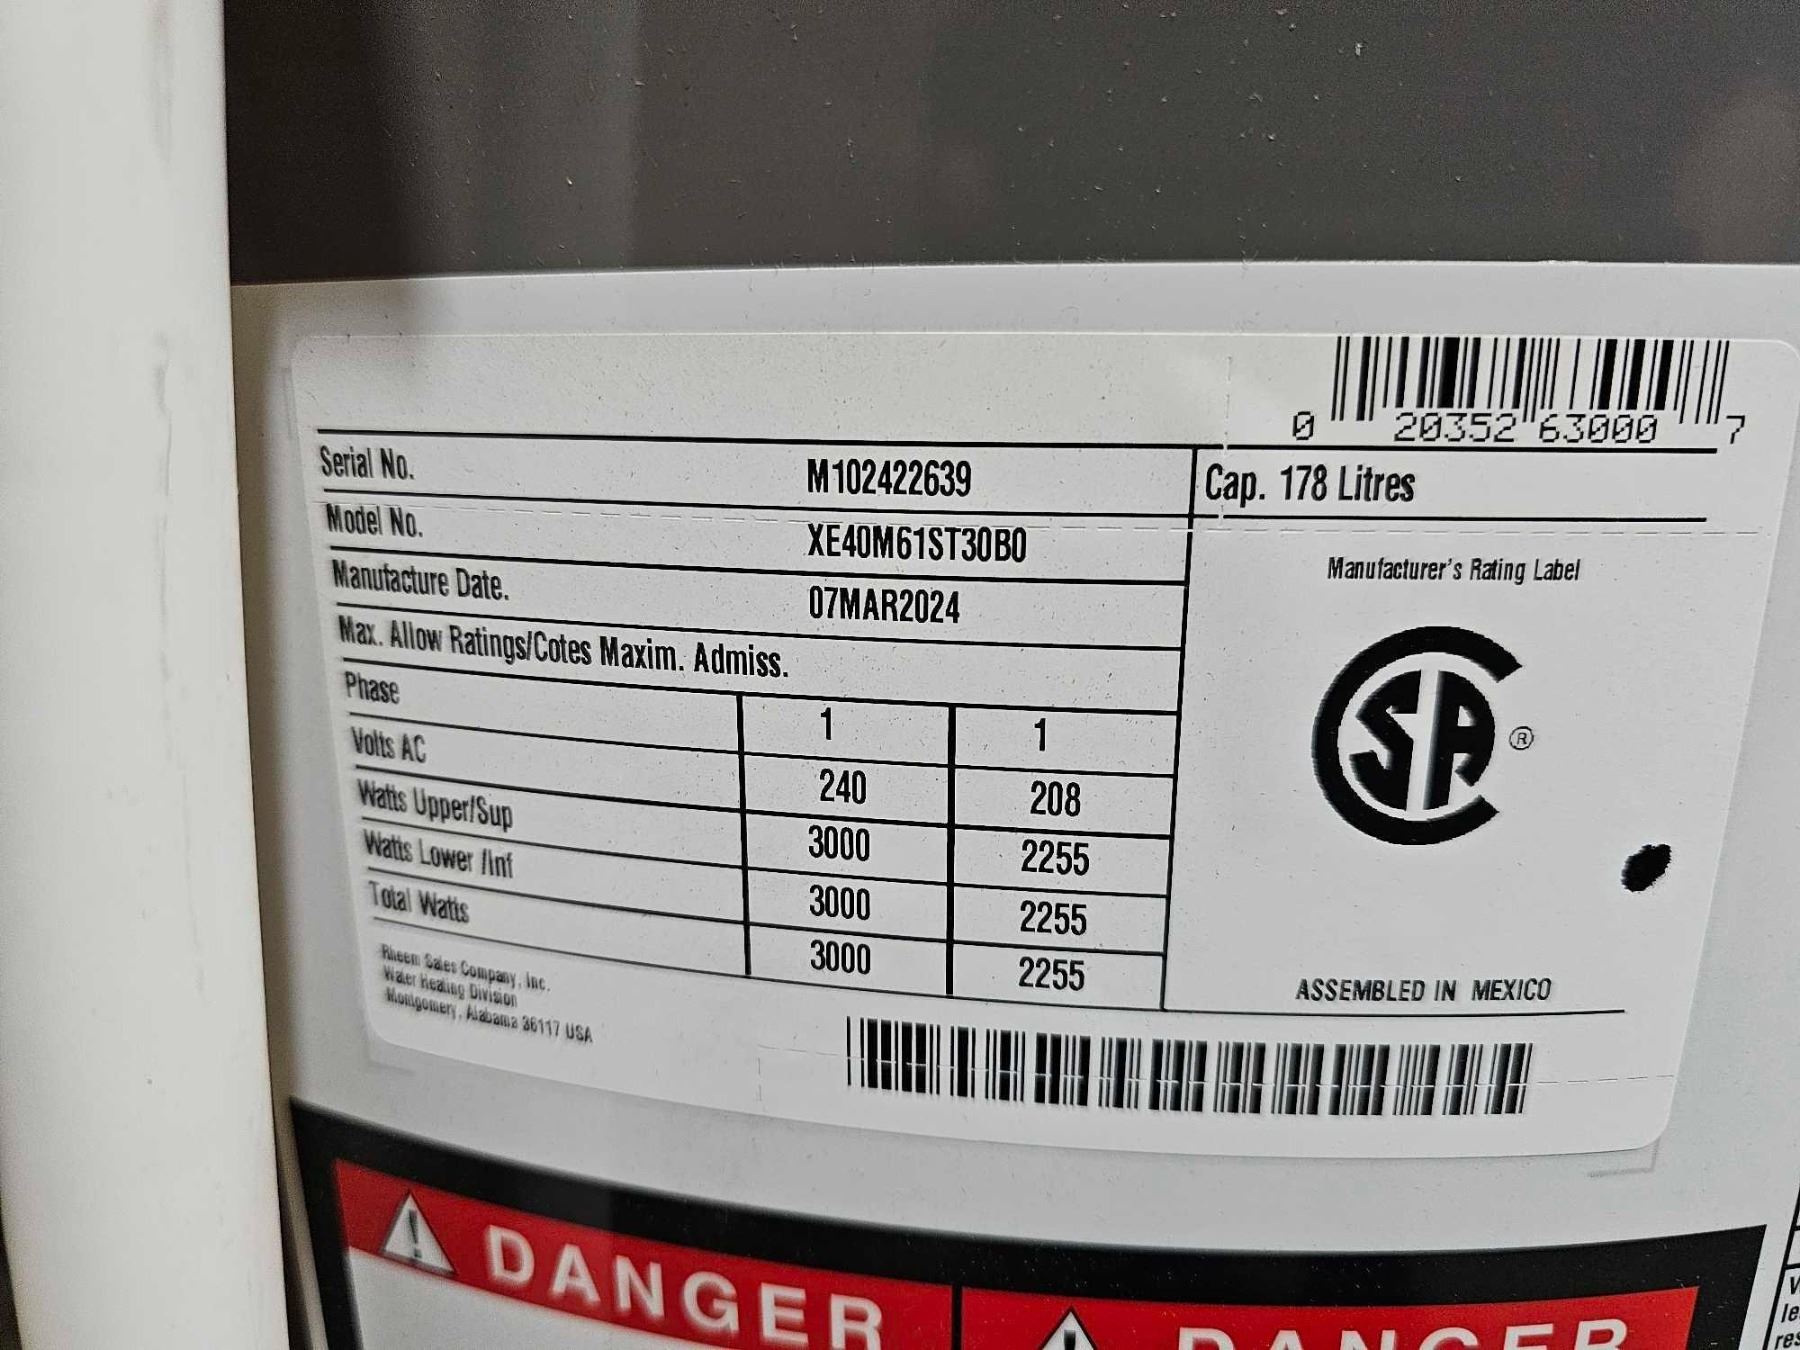 0 20352 63000 7
Serial No. M102422639 Cap. 178 Litres
Model No. XE40M61ST30B0
Manufacture Date. 07MAR2024
Manufacturer's Rating Label
Max. Allow Ratings/Cotes Maxim. Admiss.
Phase 1 1
Volts AC 240 208
Watts Upper/Sup 3000 2255
Watts Lower /Inf 3000 2255
Total Watts 3000 2255
SA ®
ASSEMBLED IN MEXICO
Rheem Sales Company, Inc.
Water Heating Division
Montgomery, Alabama 36117 USA
DANGER
DANGER